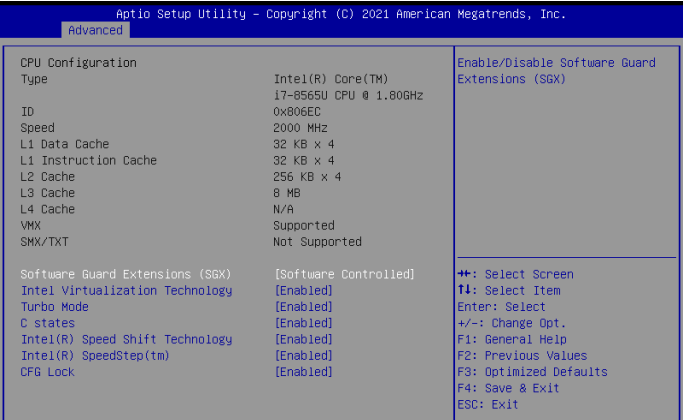 Aptio Setup Utility – Copyright (C) 2021 American Megatrends, Inc.
Advanced
CPU Configuration
Type Intel(R) Core(TM)
i7-8565U CPU @ 1.80GHz
ID 0x806EC
Speed 2000 MHz
L1 Data Cache 32 KB x 4
L1 Instruction Cache 32 KB x 4
L2 Cache 256 KB x 4
L3 Cache 8 MB
L4 Cache N/A
VMX Supported
SMX/TXT Not Supported
Software Guard Extensions (SGX) [Software Controlled]
Intel Virtualization Technology [Enabled]
Turbo Mode [Enabled]
C states [Enabled]
Intel(R) Speed Shift Technology [Enabled]
Intel(R) SpeedStep(tm) [Enabled]
CFG Lock [Enabled]
Enable/Disable Software Guard
Extensions (SGX)
→←: Select Screen
↑↓: Select Item
Enter: Select
+/-: Change Opt.
F1: General Help
F2: Previous Values
F3: Optimized Defaults
F4: Save & Exit
ESC: Exit